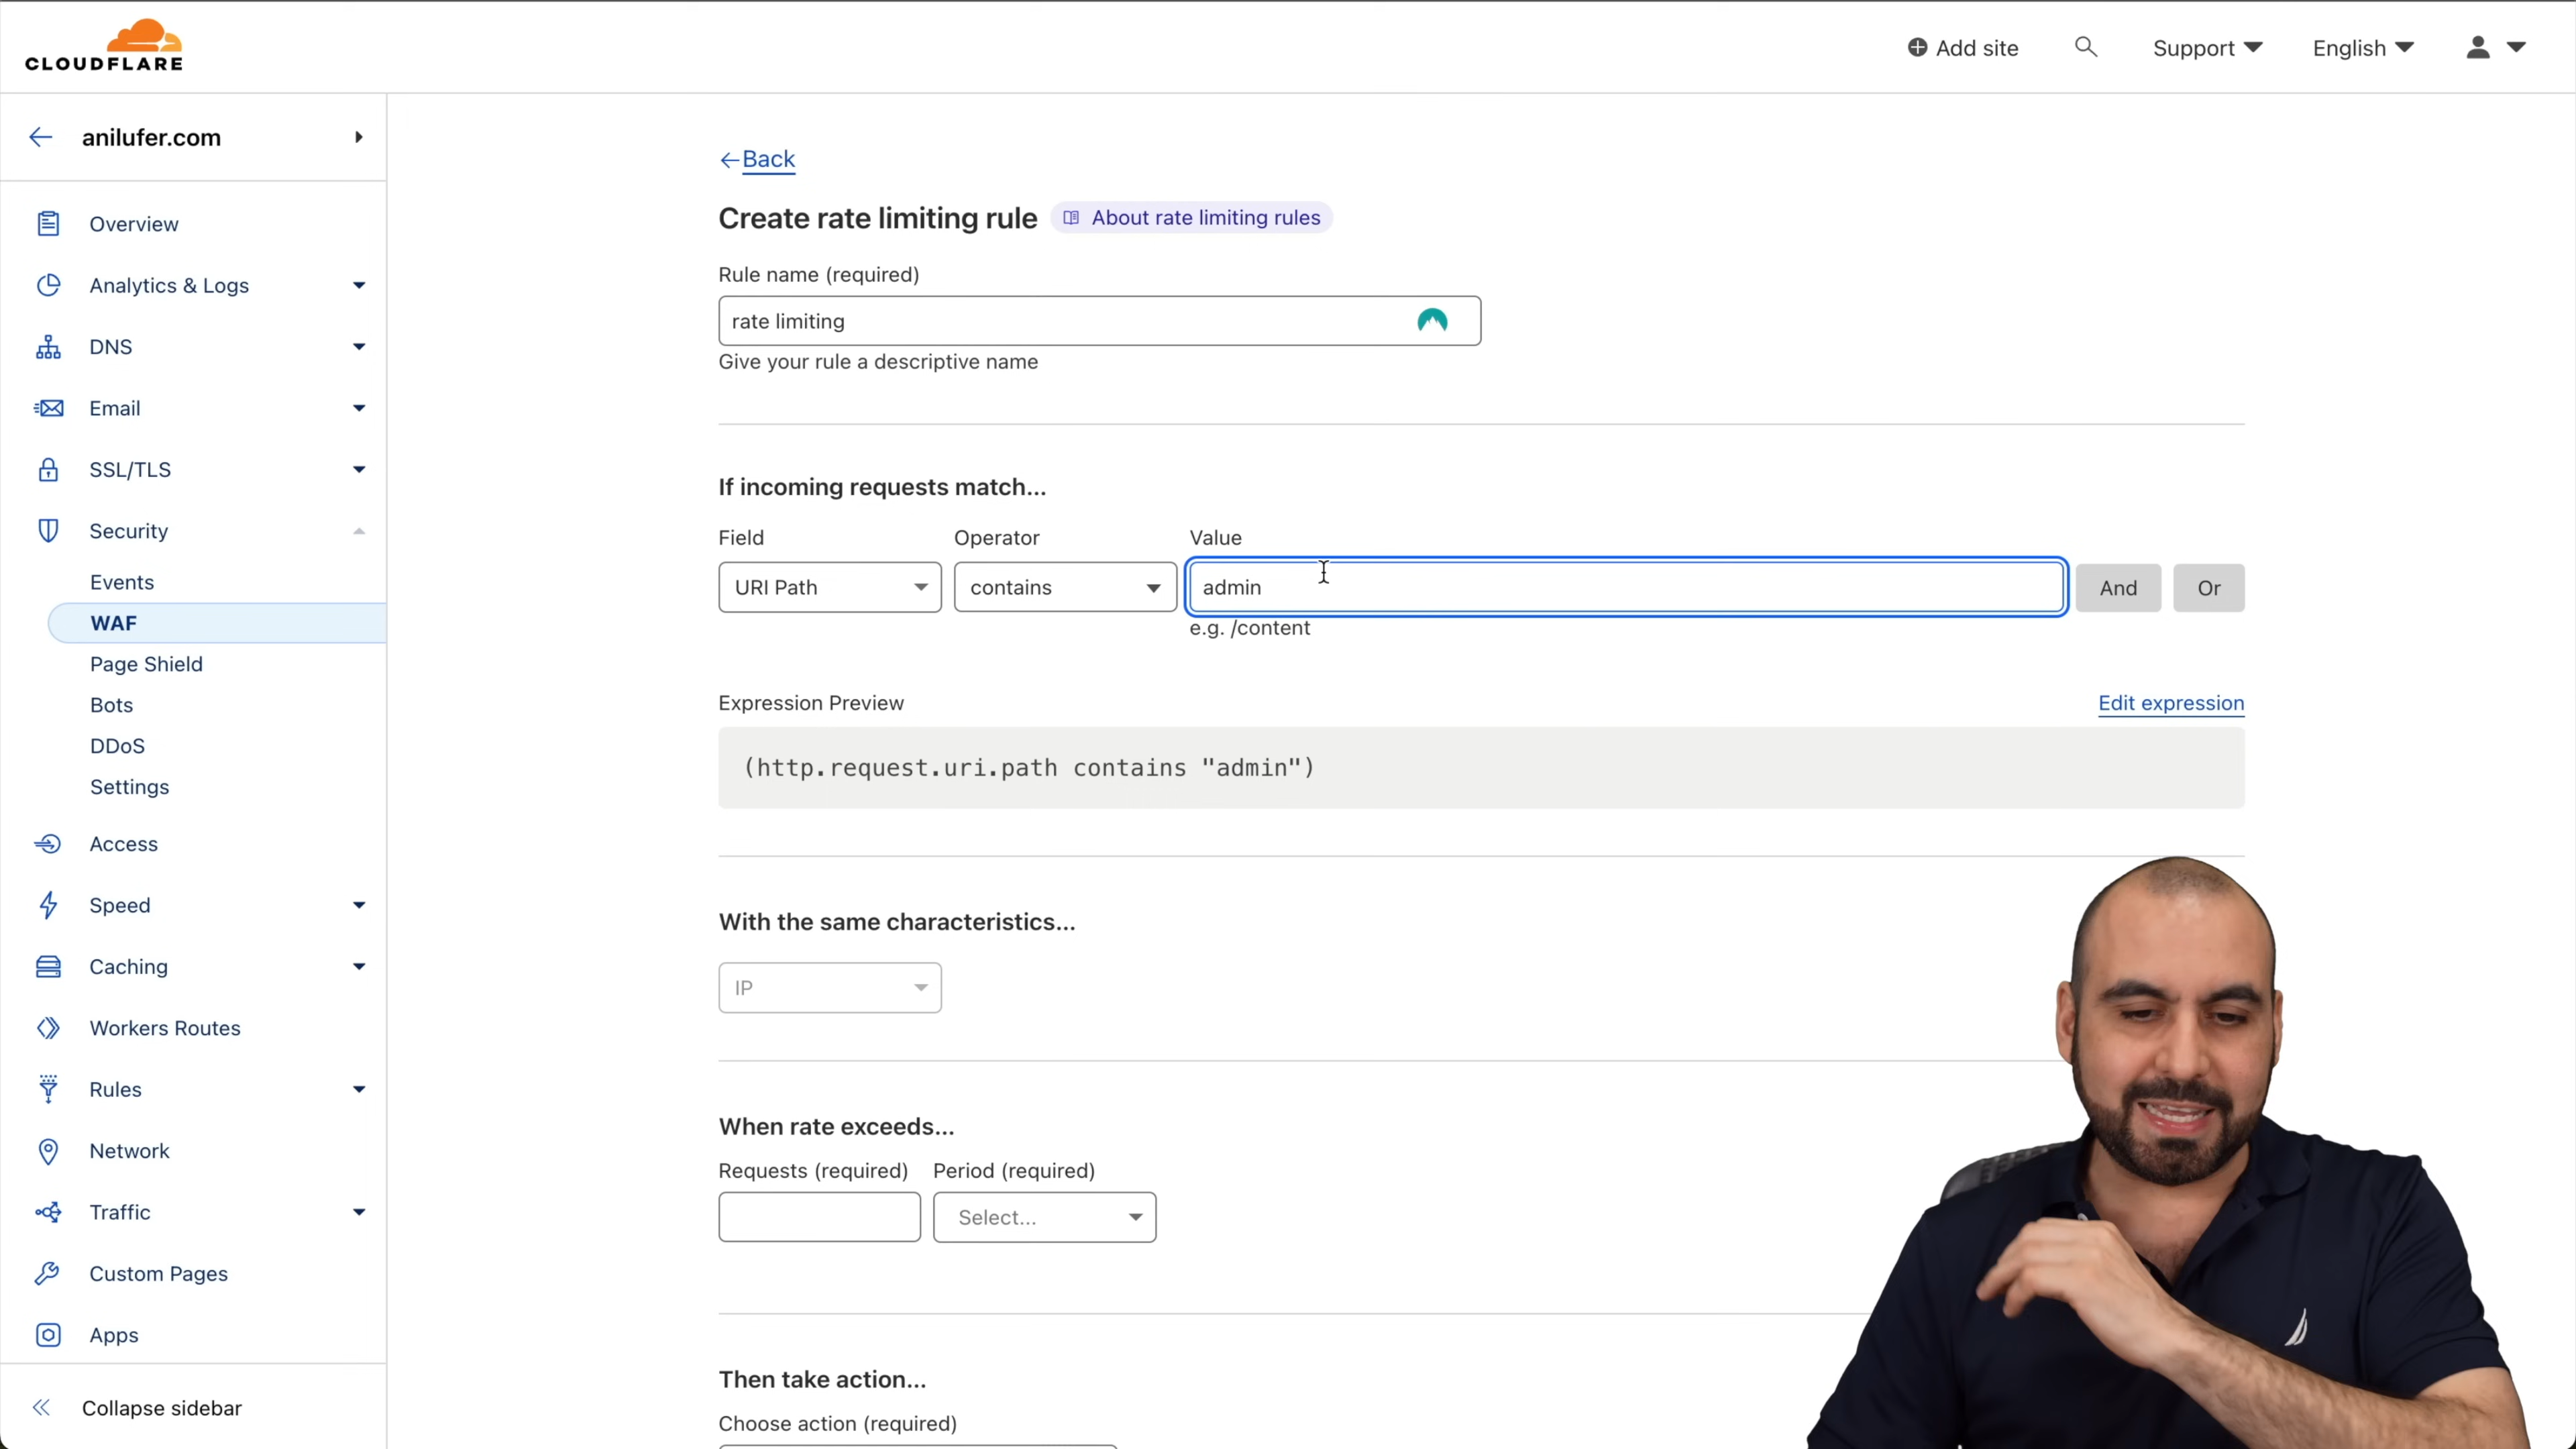 CLOUDFLARE
Add site
Support
English
anilufer.com
Overview
Analytics & Logs
DNS
Email
SSL/TLS
Security
Events
WAF
Page Shield
Bots
DDoS
Settings
Access
Speed
Caching
Workers Routes
Rules
Network
Traffic
Custom Pages
Apps
Collapse sidebar
Back
Create rate limiting rule About rate limiting rules
Rule name (required)
rate limiting
Give your rule a descriptive name
If incoming requests match...
Field Operator Value
URI Path contains admin And Or
e.g. /content
Expression Preview Edit expression
(http.request.uri.path contains "admin")
With the same characteristics...
IP
When rate exceeds...
Requests (required) Period (required)
Select...
Then take action...
Choose action (required)